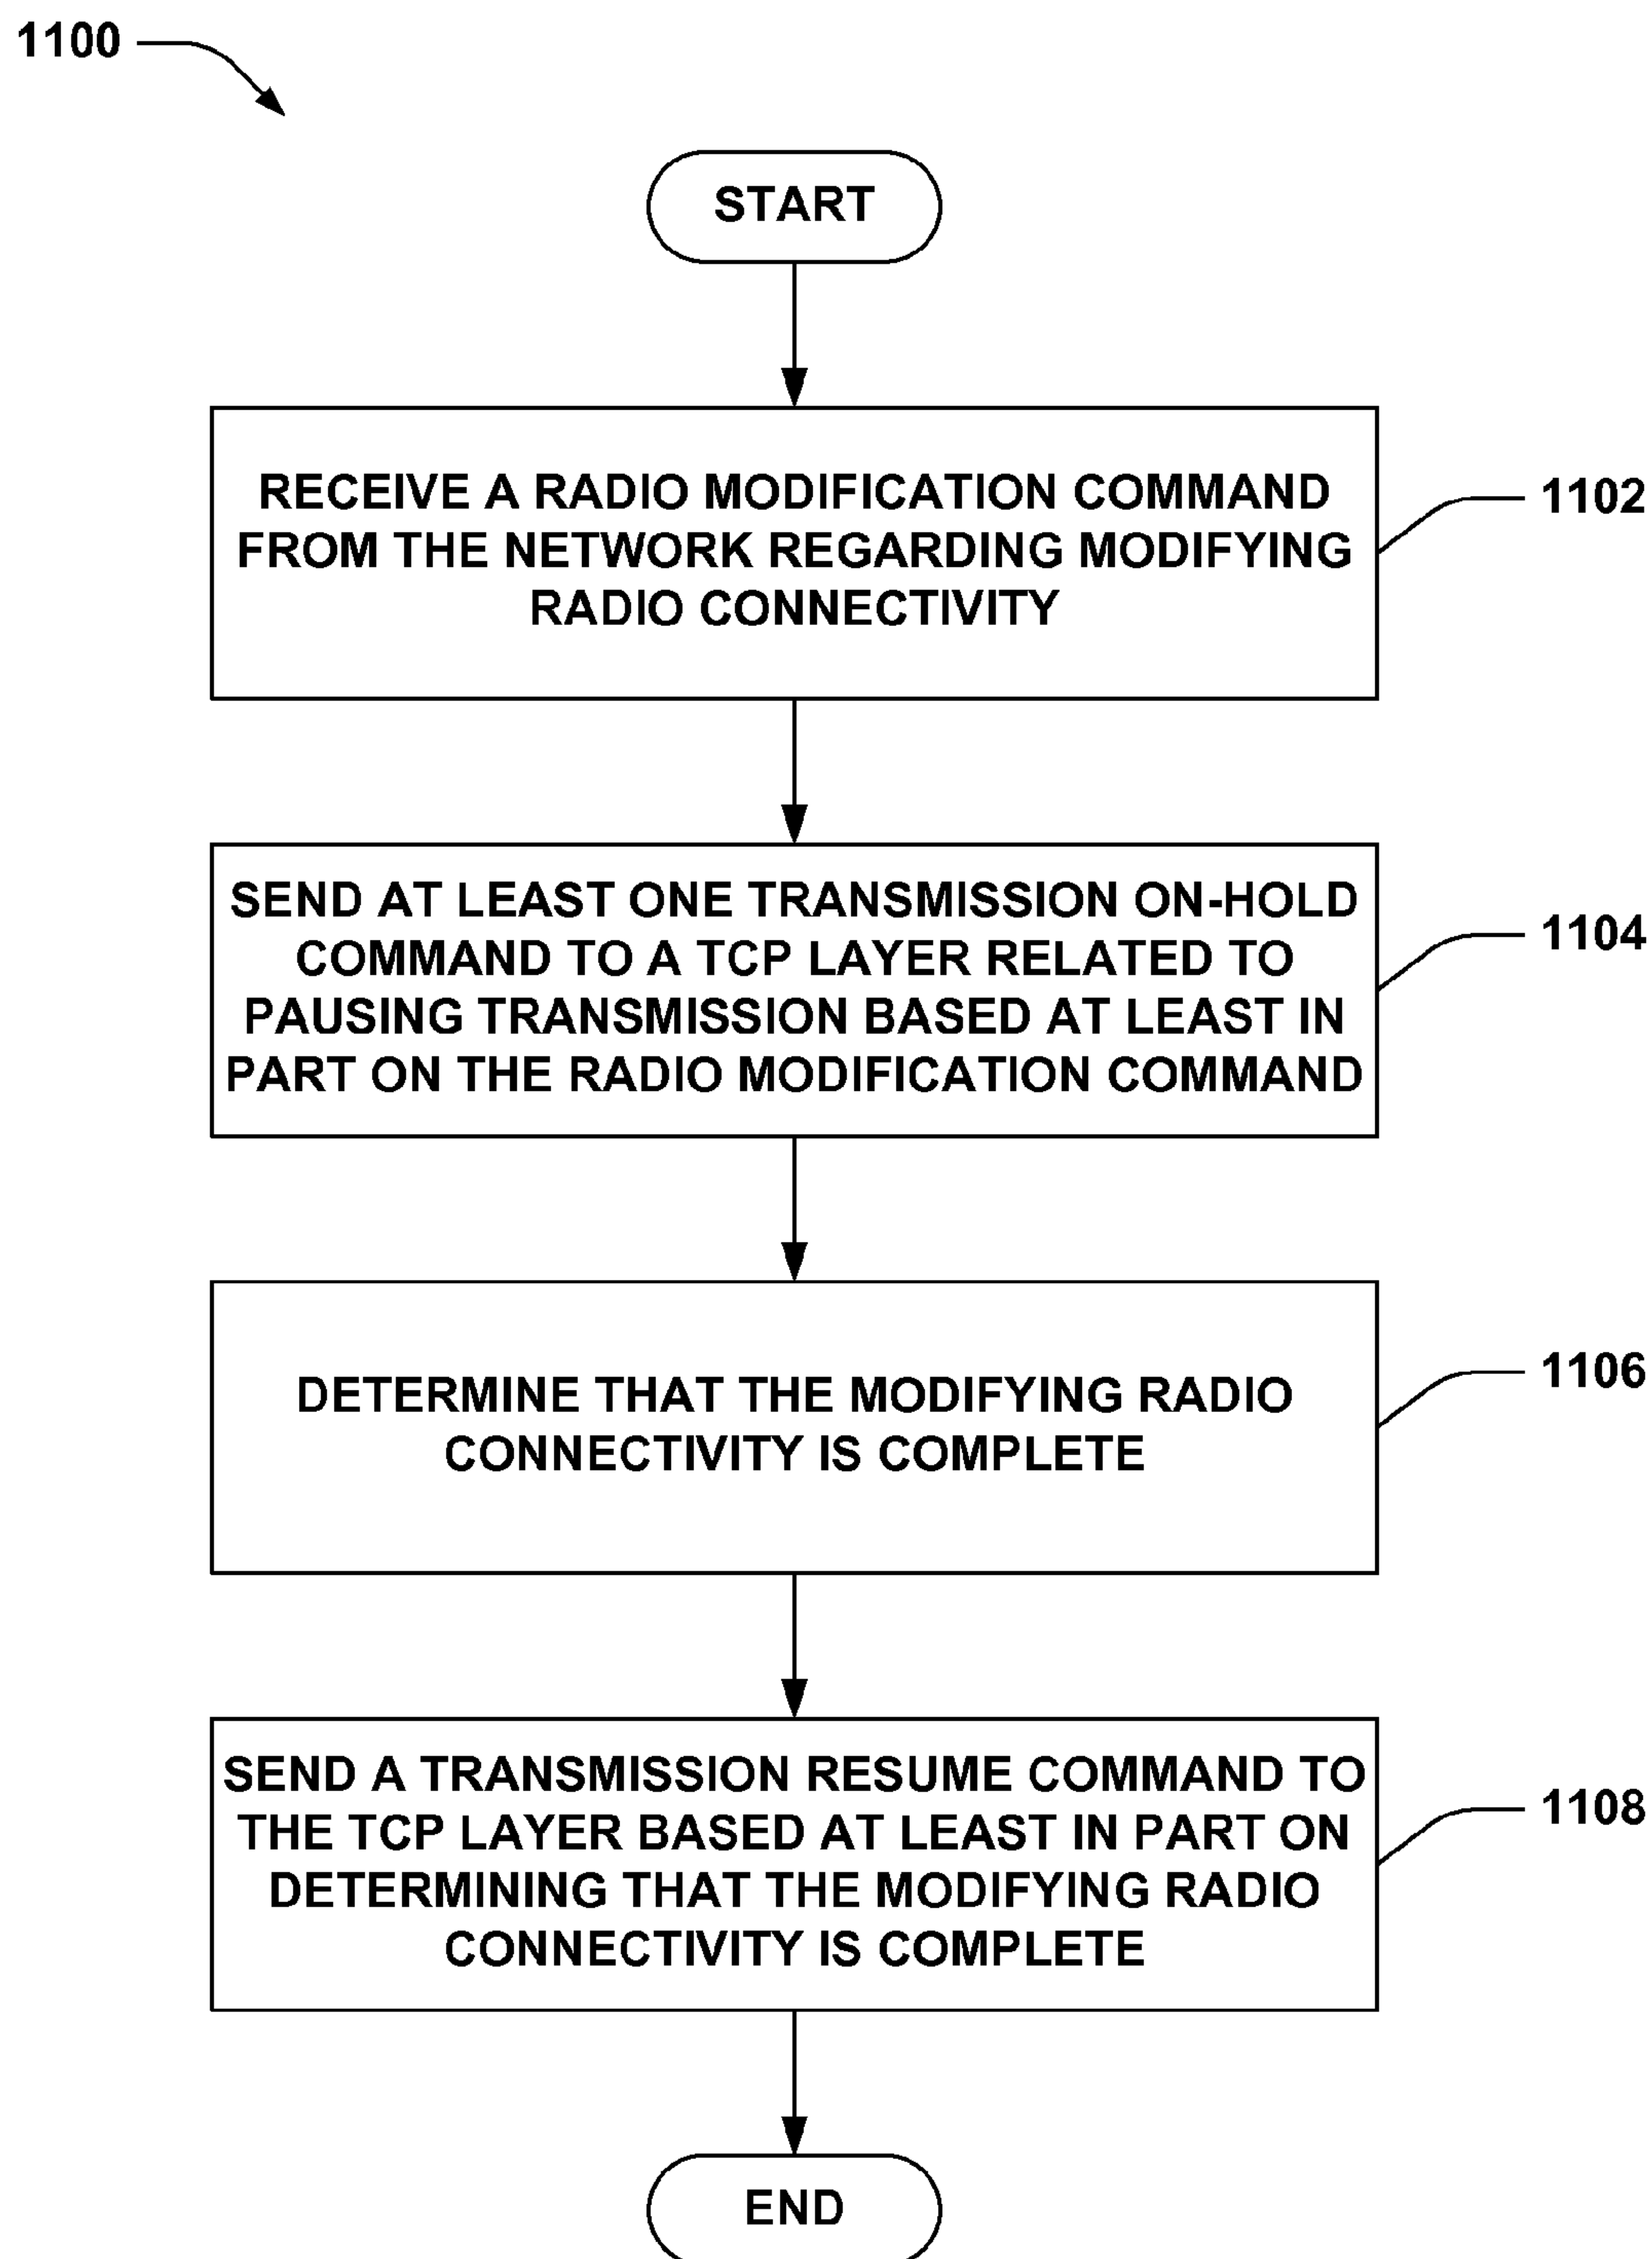 1100
START
RECEIVE A RADIO MODIFICATION COMMAND
FROM THE NETWORK REGARDING MODIFYING
RADIO CONNECTIVITY
1102
SEND AT LEAST ONE TRANSMISSION ON-HOLD
COMMAND TO A TCP LAYER RELATED TO
PAUSING TRANSMISSION BASED AT LEAST IN
PART ON THE RADIO MODIFICATION COMMAND
1104
DETERMINE THAT THE MODIFYING RADIO
CONNECTIVITY IS COMPLETE
1106
SEND A TRANSMISSION RESUME COMMAND TO
THE TCP LAYER BASED AT LEAST IN PART ON
DETERMINING THAT THE MODIFYING RADIO
CONNECTIVITY IS COMPLETE
1108
END